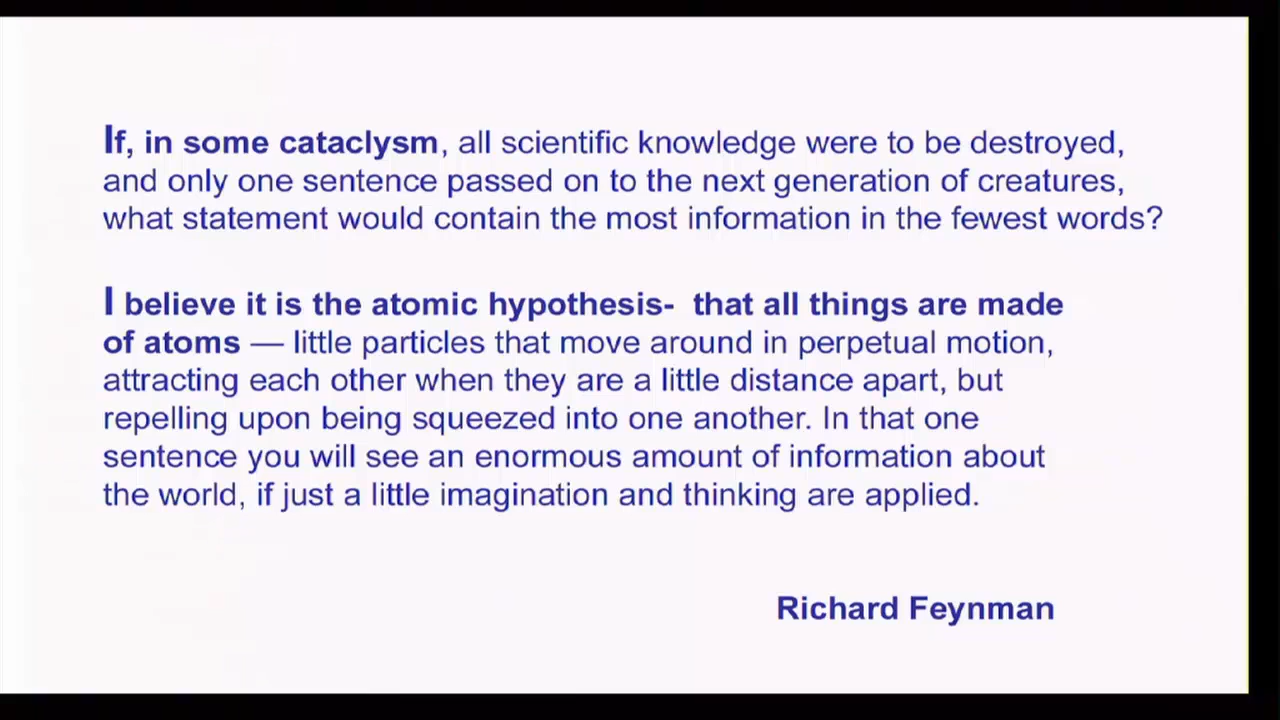 If, in some cataclysm, all scientific knowledge were to be destroyed,
and only one sentence passed on to the next generation of creatures,
what statement would contain the most information in the fewest words?
I believe it is the atomic hypothesis-  that all things are made
of atoms — little particles that move around in perpetual motion,
attracting each other when they are a little distance apart, but
repelling upon being squeezed into one another. In that one
sentence you will see an enormous amount of information about
the world, if just a little imagination and thinking are applied.
Richard Feynman